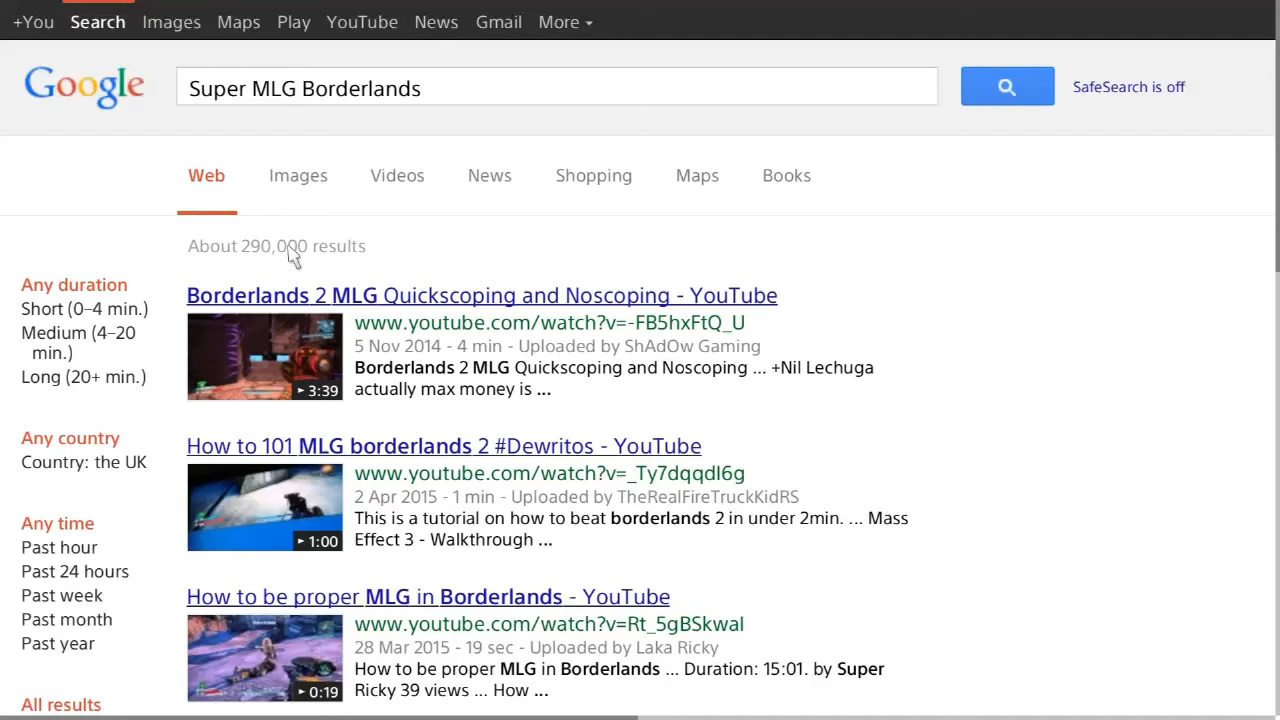 +You Search Images Maps Play YouTube News Gmail More
Google Super MLG Borderlands SafeSearch is off
Web Images Videos News Shopping Maps Books
About 290,000 results
Any duration
Short (0–4 min.)
Medium (4–20
min.)
Long (20+ min.)
Any country
Country: the UK
Any time
Past hour
Past 24 hours
Past week
Past month
Past year
All results
Borderlands 2 MLG Quickscoping and Noscoping - YouTube
www.youtube.com/watch?v=-FB5hxFtQ_U
5 Nov 2014 - 4 min - Uploaded by ShAdOw Gaming
Borderlands 2 MLG Quickscoping and Noscoping ... +Nil Lechuga
actually max money is ...
3:39
How to 101 MLG borderlands 2 #Dewritos - YouTube
www.youtube.com/watch?v=_Ty7dqqdl6g
2 Apr 2015 - 1 min - Uploaded by TheRealFireTruckKidRS
This is a tutorial on how to beat borderlands 2 in under 2min. ... Mass
Effect 3 - Walkthrough ...
1:00
How to be proper MLG in Borderlands - YouTube
www.youtube.com/watch?v=Rt_5gBSkwaI
28 Mar 2015 - 19 sec - Uploaded by Laka Ricky
How to be proper MLG in Borderlands ... Duration: 15:01. by Super
Ricky 39 views ... How ...
0:19